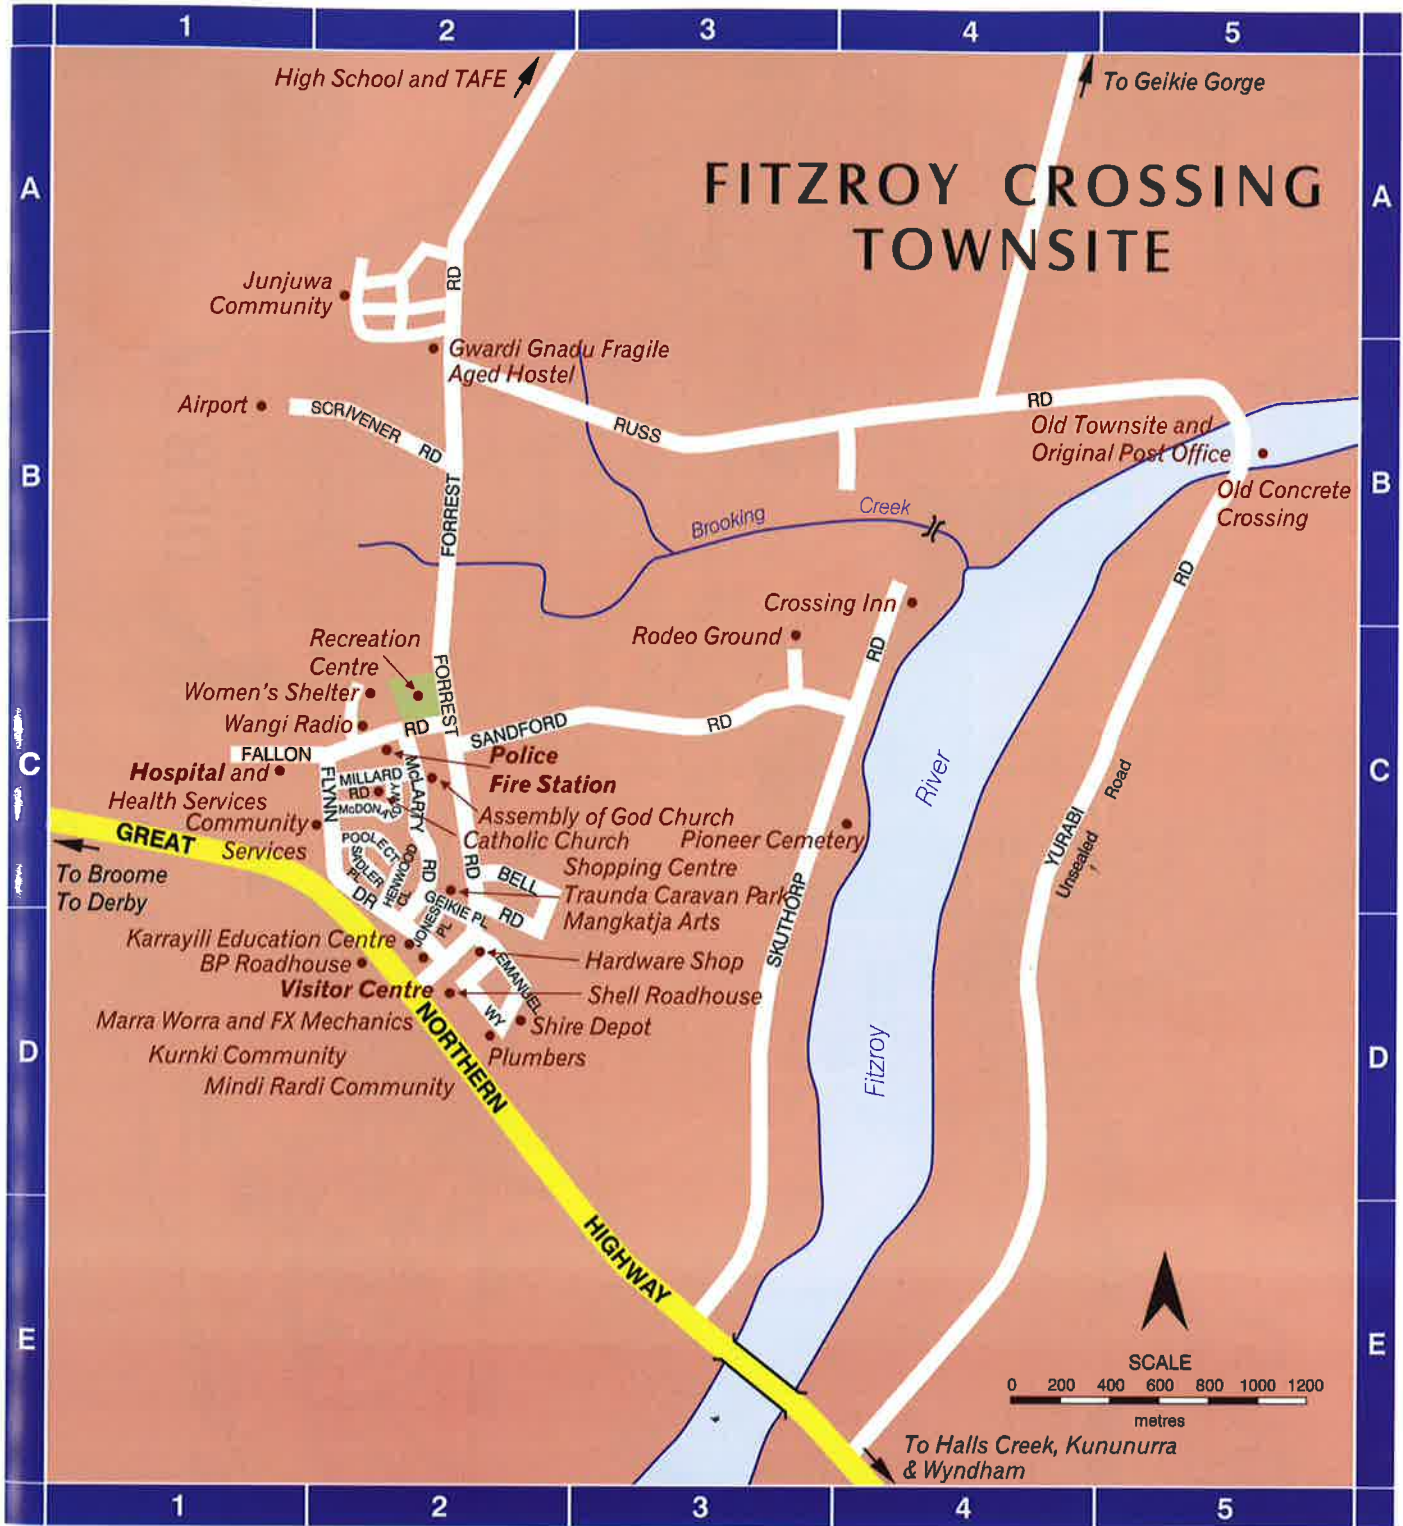 1 2 3 4 5
High School and TAFE
To Geikie Gorge
A
FITZROY CROSSING
A
TOWNSITE
RD
Junjuwa
Community
Gwardi Gnadu Fragile
Aged Hostel
Airport
SCRIVENER RD
RUSS RD
Old Townsite and
Original Post Office
B
FORREST
B
Old Concrete
Crossing
Brooking Creek
RD
Crossing Inn
Recreation
Centre
Rodeo Ground
RD
FORREST
Women's Shelter
Wangi Radio
RD
SANDFORD RD
FALLON
Police
C
Hospital and
Health Services
FLYNN
MILLARD
RD
McDONALD
McLARTY
Fire Station
C
River
Road
Assembly of God Church
Community
Services
Catholic Church
Pioneer Cemetery
YURABI
Unsealed
GREAT
POOLE CT
SADLER
PL
HENWOOD
CL
RD
RD
BELL
Shopping Centre
To Broome
To Derby
DR
GEIKIE PL
JONES
PL
RD
Traunda Caravan Park
Mangkatja Arts
SKUTHORP
Karrayili Education Centre
BP Roadhouse
EMANUEL
Hardware Shop
Visitor Centre
Shell Roadhouse
Marra Worra and FX Mechanics
NORTHERN
WY
Shire Depot
D
Kurnki Community
Plumbers
Fitzroy
D
Mindi Rardi Community
HIGHWAY
E
E
SCALE
0 200 400 600 800 1000 1200
metres
To Halls Creek, Kununurra
& Wyndham
1 2 3 4 5